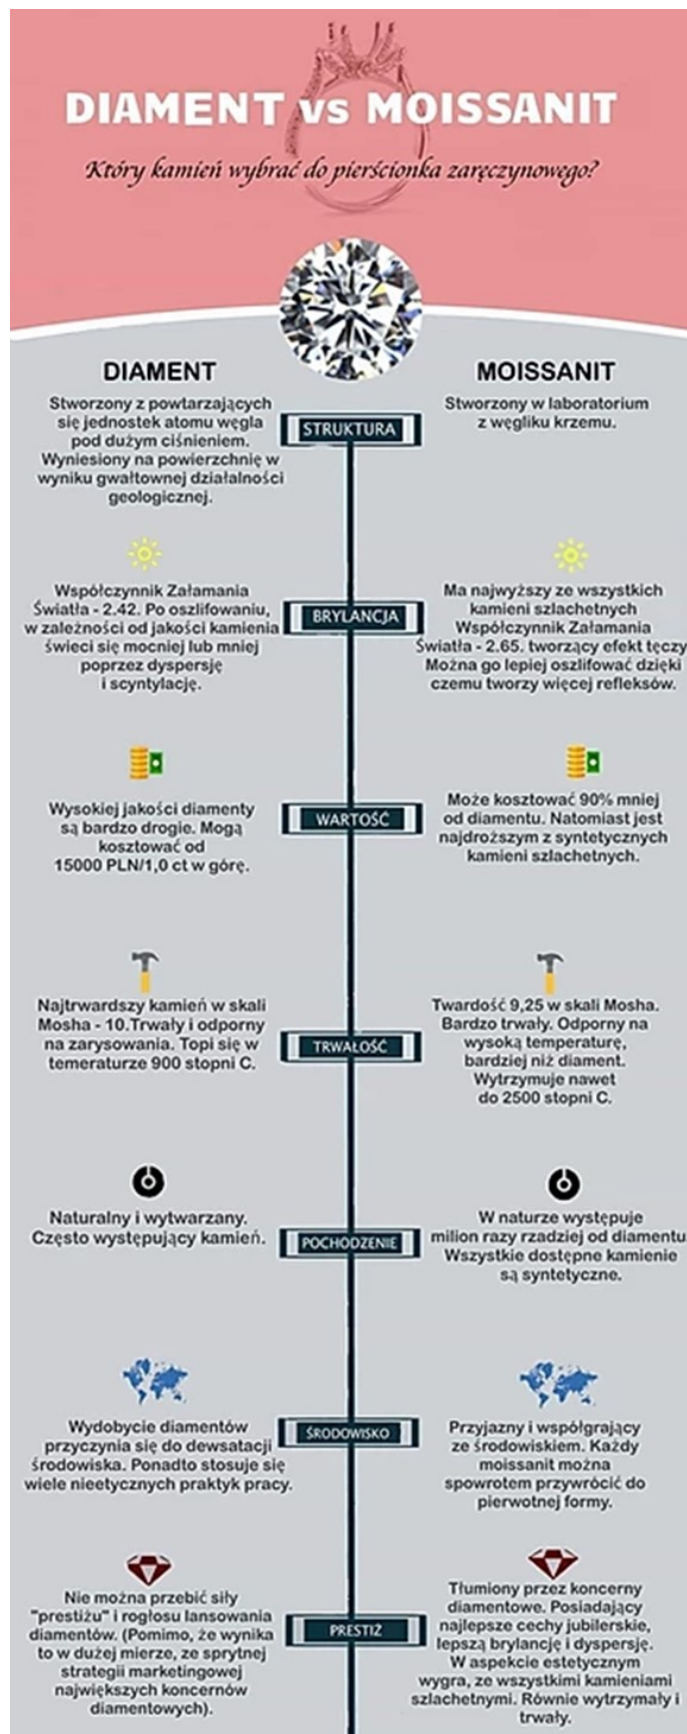 DIAMENT vs MOISSANIT
Który kamień wybrać do pierścionka zaręczynowego?
DIAMENT
Stworzony z powtarzających
się jednostek atomu węgla
pod dużym ciśnieniem.
Wyniesiony na powierzchnię w
wyniku gwałtownej działalności
geologicznej.
STRUKTURA
MOISSANIT
Stworzony w laboratorium
z węgliku krzemu.
Współczynnik Załamania
Światła - 2.42. Po oszlifowaniu,
w zależności od jakości kamienia
świeci się mocniej lub mniej
poprzez dyspersję
i scyntylację.
BRYLANCJA
Ma najwyższy ze wszystkich
kamieni szlachetnych
Współczynnik Załamania
Światła - 2.65. tworzący efekt tęczy
Można go lepiej oszlifować dzięki
czemu tworzy więcej refleksów.
Wysokiej jakości diamenty
są bardzo drogie. Mogą
kosztować od
15000 PLN/1,0 ct w górę.
WARTOŚĆ
Może kosztować 90% mniej
od diamentu. Natomiast jest
najdroższym z syntetycznych
kamieni szlachetnych.
Najtrwardszy kamień w skali
Mosha - 10.Trwały i odporny
na zarysowania. Topi się w
temeraturze 900 stopni C.
TRWAŁOŚĆ
Twardość 9,25 w skali Mosha.
Bardzo trwały. Odporny na
wysoką temperaturę,
bardziej niż diament.
Wytrzymuje nawet
do 2500 stopni C.
Naturalny i wytwarzany.
Często występujący kamień.
POCHODZENIE
W naturze występuje
milion razy rzadziej od diamentu
Wszystkie dostępne kamienie
są syntetyczne.
Wydobycie diamentów
przyczynia się do dewsatacji
środowiska. Ponadto stosuje się
wiele nieetycznych praktyk pracy.
ŚRODOWISKO
Przyjazny i współgrający
ze środowiskiem. Każdy
moissanit można
spowrotem przywrócić do
pierwotnej formy.
Nie można przebić siły
"prestiżu" i rogłosu lansowania
diamentów. (Pomimo, że wynika
to w dużej mierze, ze sprytnej
strategii marketingowej
największych koncernów
diamentowych).
PRESTIŻ
Tłumiony przez koncerny
diamentowe. Posiadający
najlepsze cechy jubilerskie,
lepszą brylancję i dyspersję.
W aspekcie estetycznym
wygra, ze wszystkimi kamieniami
szlachetnymi. Równie wytrzymały i
trwały.